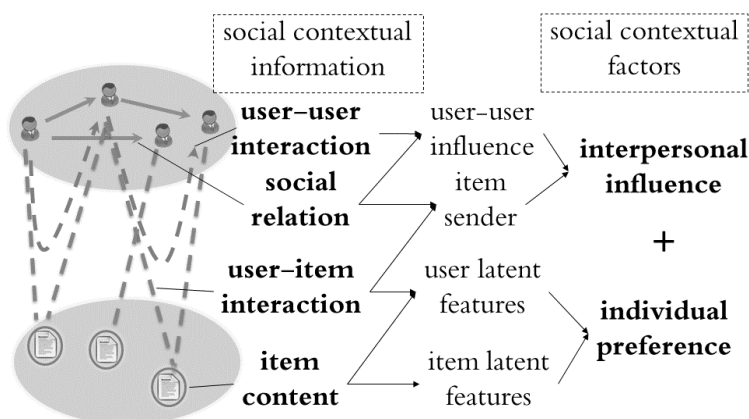 social contextual
information
social contextual
factors
user–user
interaction
social
relation
user–item
interaction
item
content
user–user
influence
item
sender
user latent
features
item latent
features
interpersonal
influence
+
individual
preference